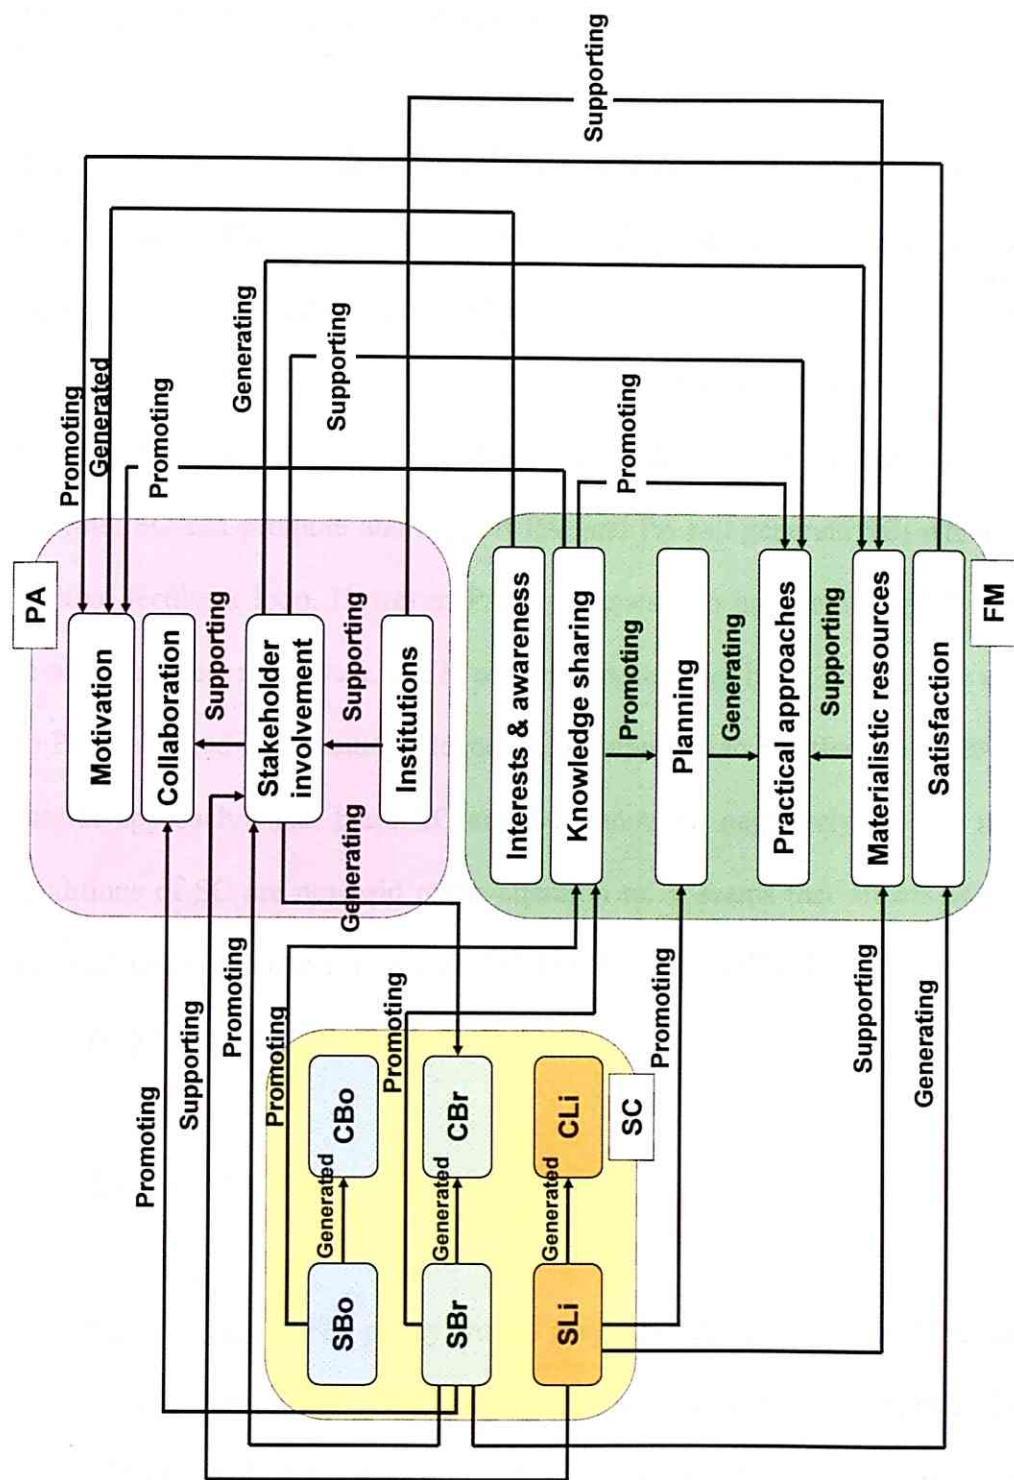 PA
Motivation
Collaboration
Supporting
Stakeholder
involvement
Supporting
Institutions
Promoting
Generated
Promoting
Generating
Supporting
Supporting
Promoting
Supporting
Promoting
Generating
Promoting
Promoting
SBo
Generated
CBo
SBr
Generated
CBr
SLi
Generated
CLi
SC
Interests & awareness
Knowledge sharing
Promoting
Promoting
Planning
Promoting
Generating
Practical approaches
Supporting
Materialistic resources
Supporting
Satisfaction
Generating
FM